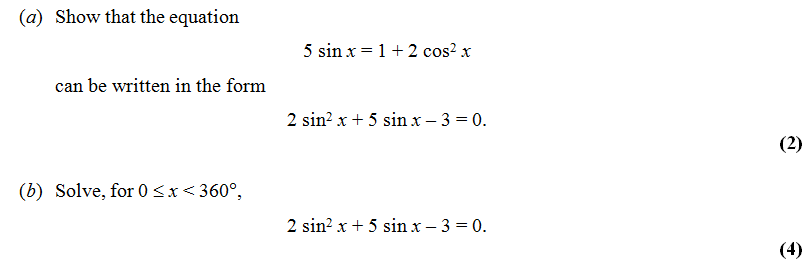 (a) Show that the equation
5 sin x = 1 + 2 cos² x
can be written in the form
2 sin² x + 5 sin x – 3 = 0.
(2)
(b) Solve, for 0 ≤ x < 360°,
2 sin² x + 5 sin x – 3 = 0.
(4)